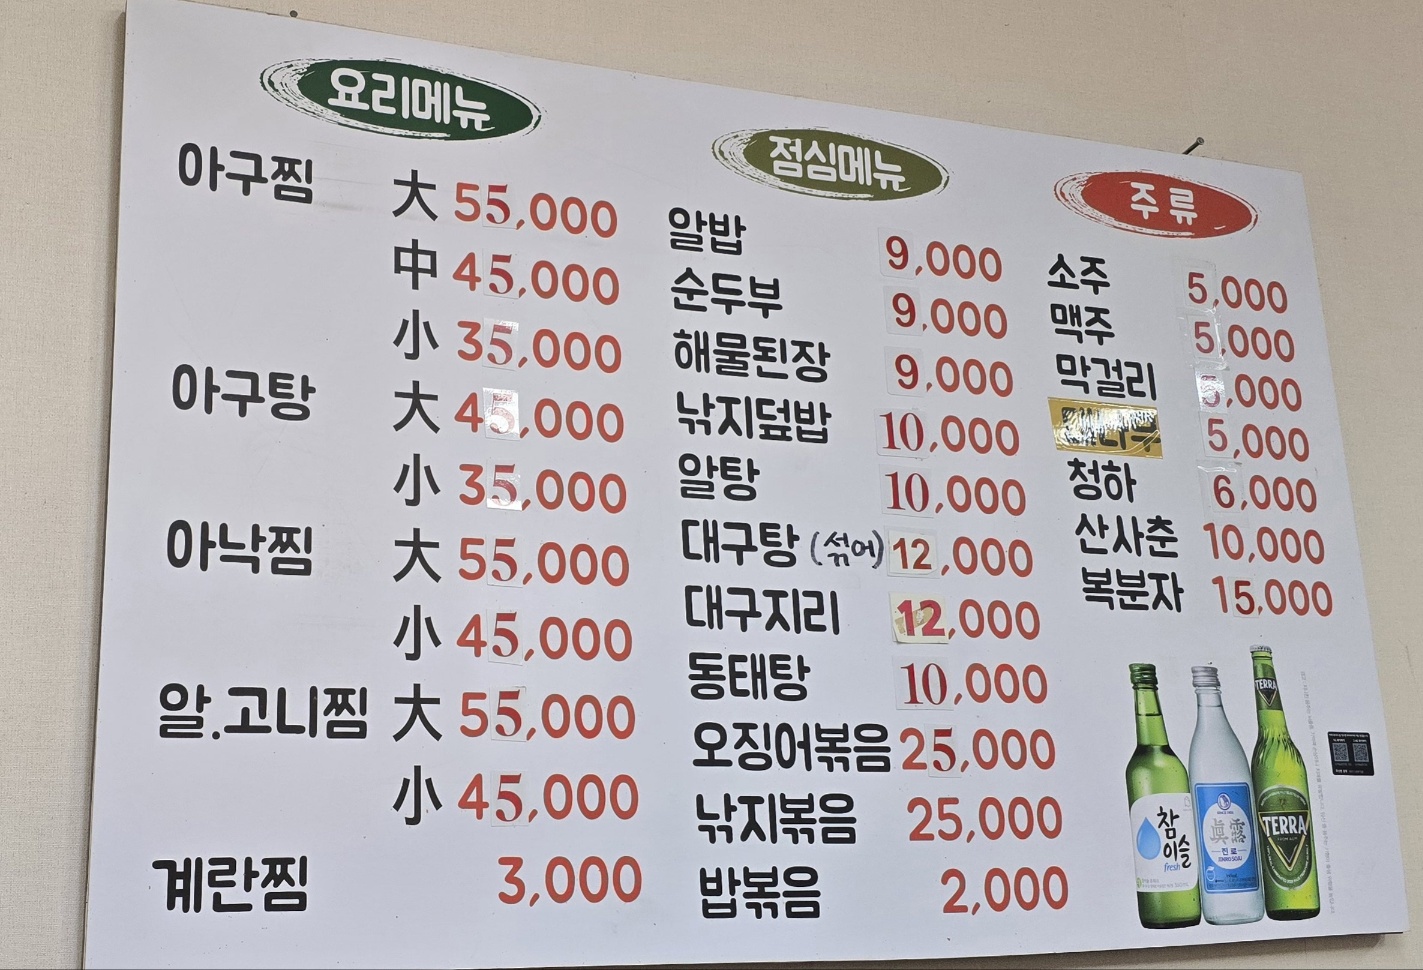 요리메뉴
아구찜 大 55,000
中 45,000
小 35,000
아구탕 大 45,000
小 35,000
아낙찜 大 55,000
小 45,000
알.고니찜 大 55,000
小 45,000
계란찜 3,000
점심메뉴
알밥 9,000
순두부 9,000
해물된장 9,000
낚지덮밥 10,000
알탕 10,000
대구탕 (섞어) 12,000
대구지리 12,000
동태탕 10,000
오징어볶음 25,000
낚지볶음 25,000
밥볶음 2,000
주류
소주 5,000
맥주 5,000
막걸리 5,000
5,000
청하 6,000
산사춘 10,000
복분자 15,000
참
이슬
fresh
眞露
진로
TERRA
TERRA